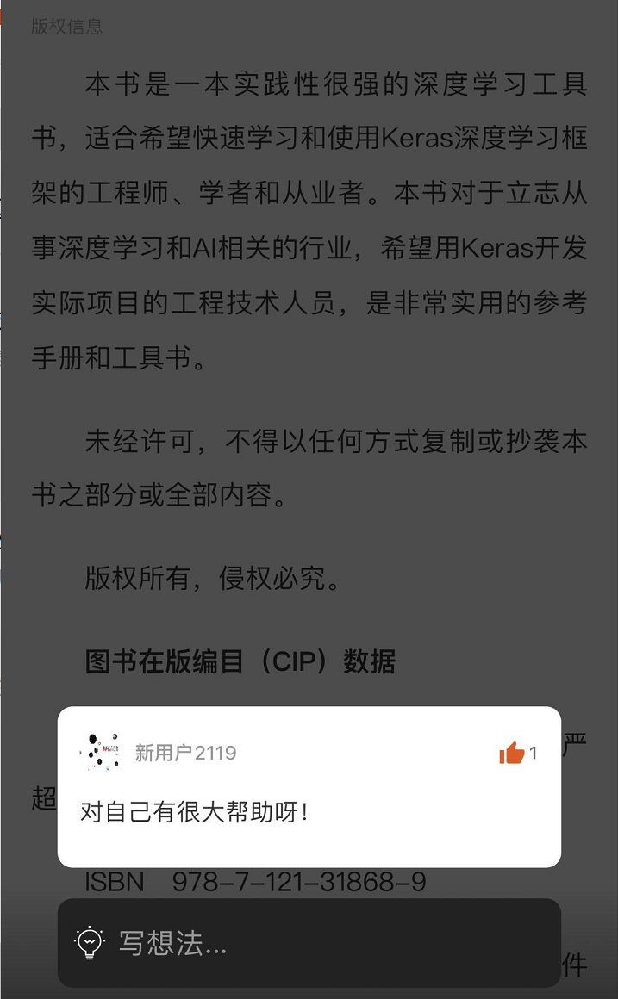 版权信息
本书是一本实践性很强的深度学习工具
书，适合希望快速学习和使用Keras深度学习框
架的工程师、学者和从业者。本书对于立志从
事深度学习和AI相关的行业，希望用Keras开发
实际项目的工程技术人员，是非常实用的参考
手册和工具书。
未经许可，不得以任何方式复制或抄袭本
书之部分或全部内容。
版权所有，侵权必究。
图书在版编目（CIP）数据
严
新用户2119 1
超
对自己有很大帮助呀！
ISBN 978–7–121–31868–9
写想法...
件